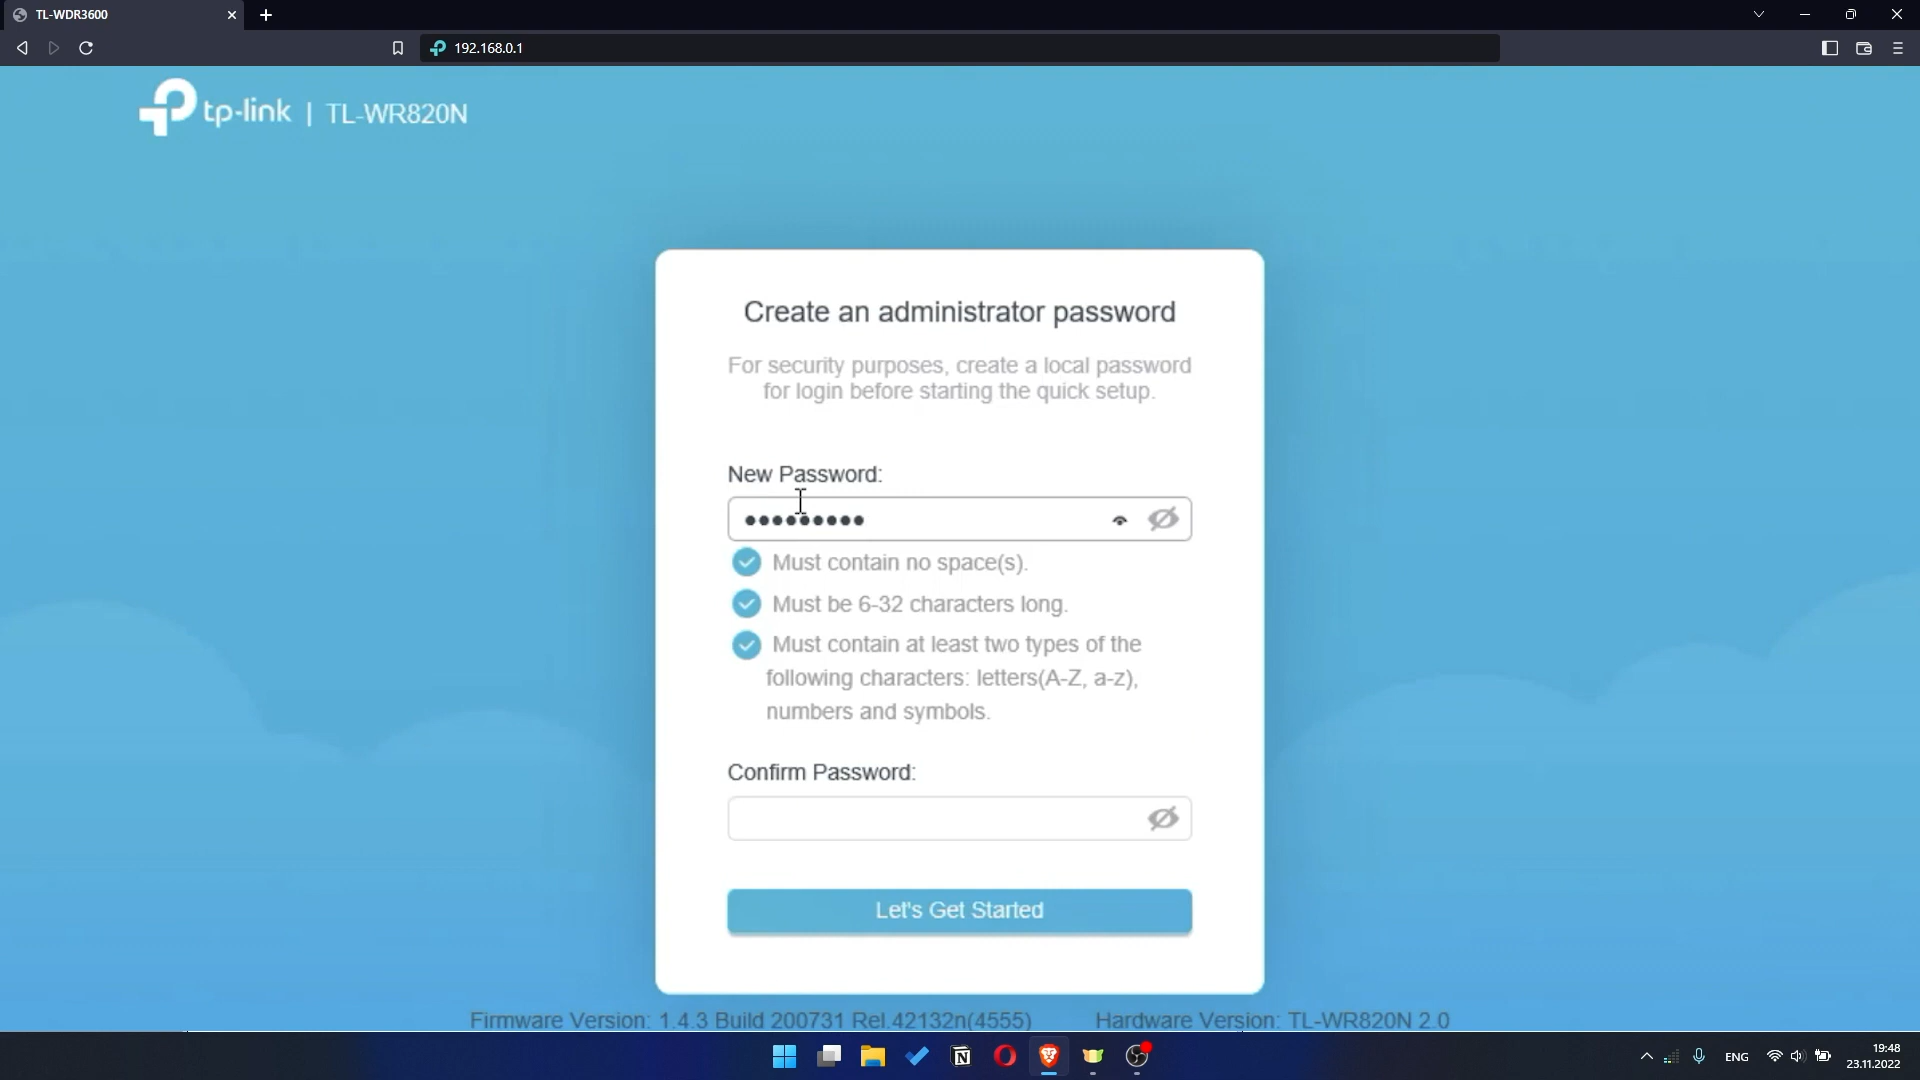 TL-WDR3600
192.168.0.1
tp-link | TL-WR820N
Create an administrator password
For security purposes, create a local password
for login before starting the quick setup.
New Password:
•••••••••
Must contain no space(s).
Must be 6-32 characters long.
Must contain at least two types of the
following characters: letters(A-Z, a-z),
numbers and symbols.
Confirm Password:
Let's Get Started
Firmware Version: 1.4.3 Build 200731 Rel.42132n(4555) Hardware Version: TL-WR820N 2.0
ENG
19:48
23.11.2022